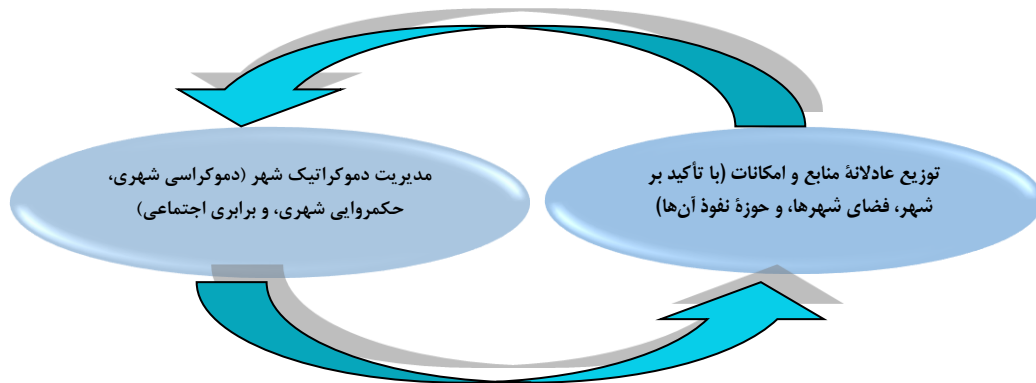 توزیع عادلانۀ منابع و امکانات (با تأکید بر
شهر، فضای شهرها، و حوزۀ نفوذ آن‌ها)
مدیریت دموکراتیک شهر (دموکراسی شهری،
حکمروایی شهری، و برابری اجتماعی)